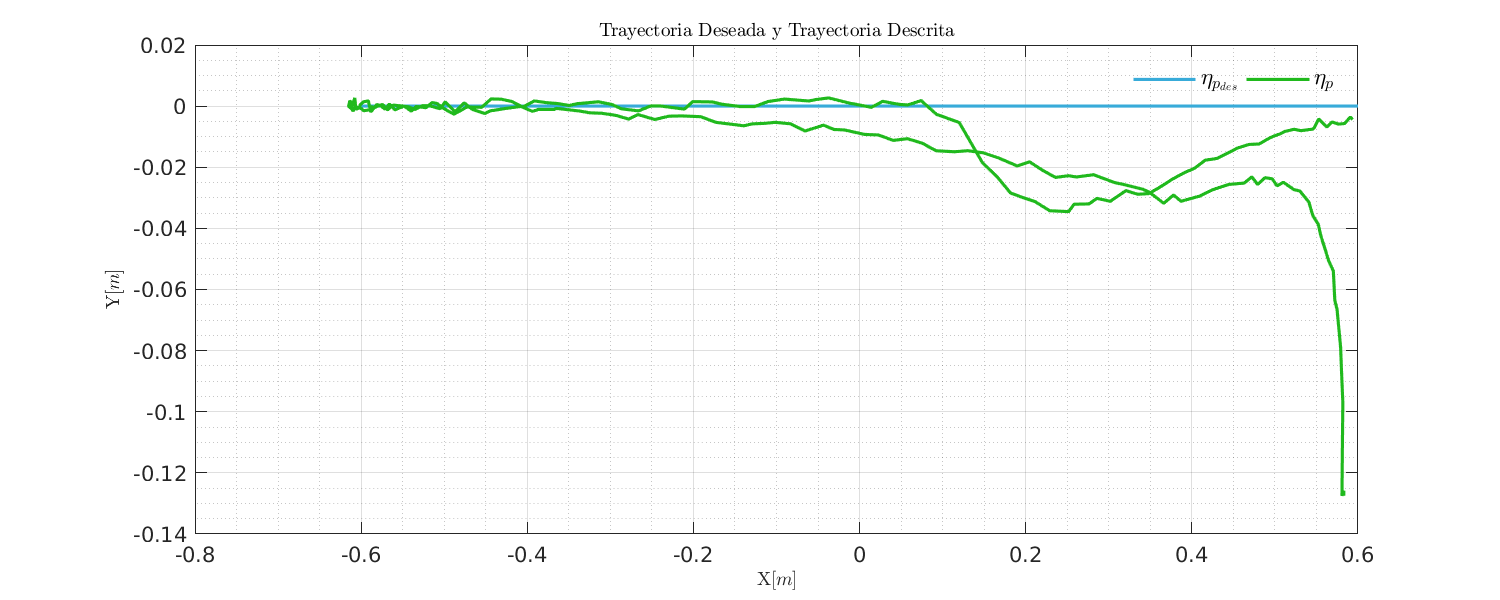 Trayectoria Deseada y Trayectoria Descrita
η_{p_{des}} η_p
0.02
0
-0.02
-0.04
-0.06
-0.08
-0.1
-0.12
-0.14
Y[m]
-0.8 -0.6 -0.4 -0.2 0 0.2 0.4 0.6
X[m]